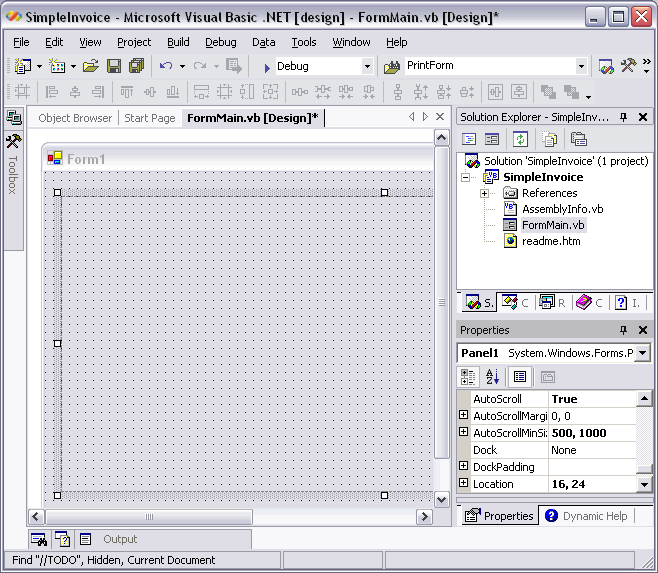 SimpleInvoice - Microsoft Visual Basic .NET [design] - FormMain.vb [Design]*
File Edit View Project Build Debug Data Tools Window Help
Debug PrintForm
Object Browser Start Page FormMain.vb [Design]*
Toolbox
Form1
Solution Explorer - SimpleInv...
Solution 'SimpleInvoice' (1 project)
SimpleInvoice
References
AssemblyInfo.vb
FormMain.vb
readme.htm
S. C R C I.
Properties
Panel1 System.Windows.Forms.P
AutoScroll True
AutoScrollMargi 0, 0
AutoScrollMinSi 500, 1000
Dock None
DockPadding
Location 16, 24
Properties Dynamic Help
Output
Find "//TODO", Hidden, Current Document